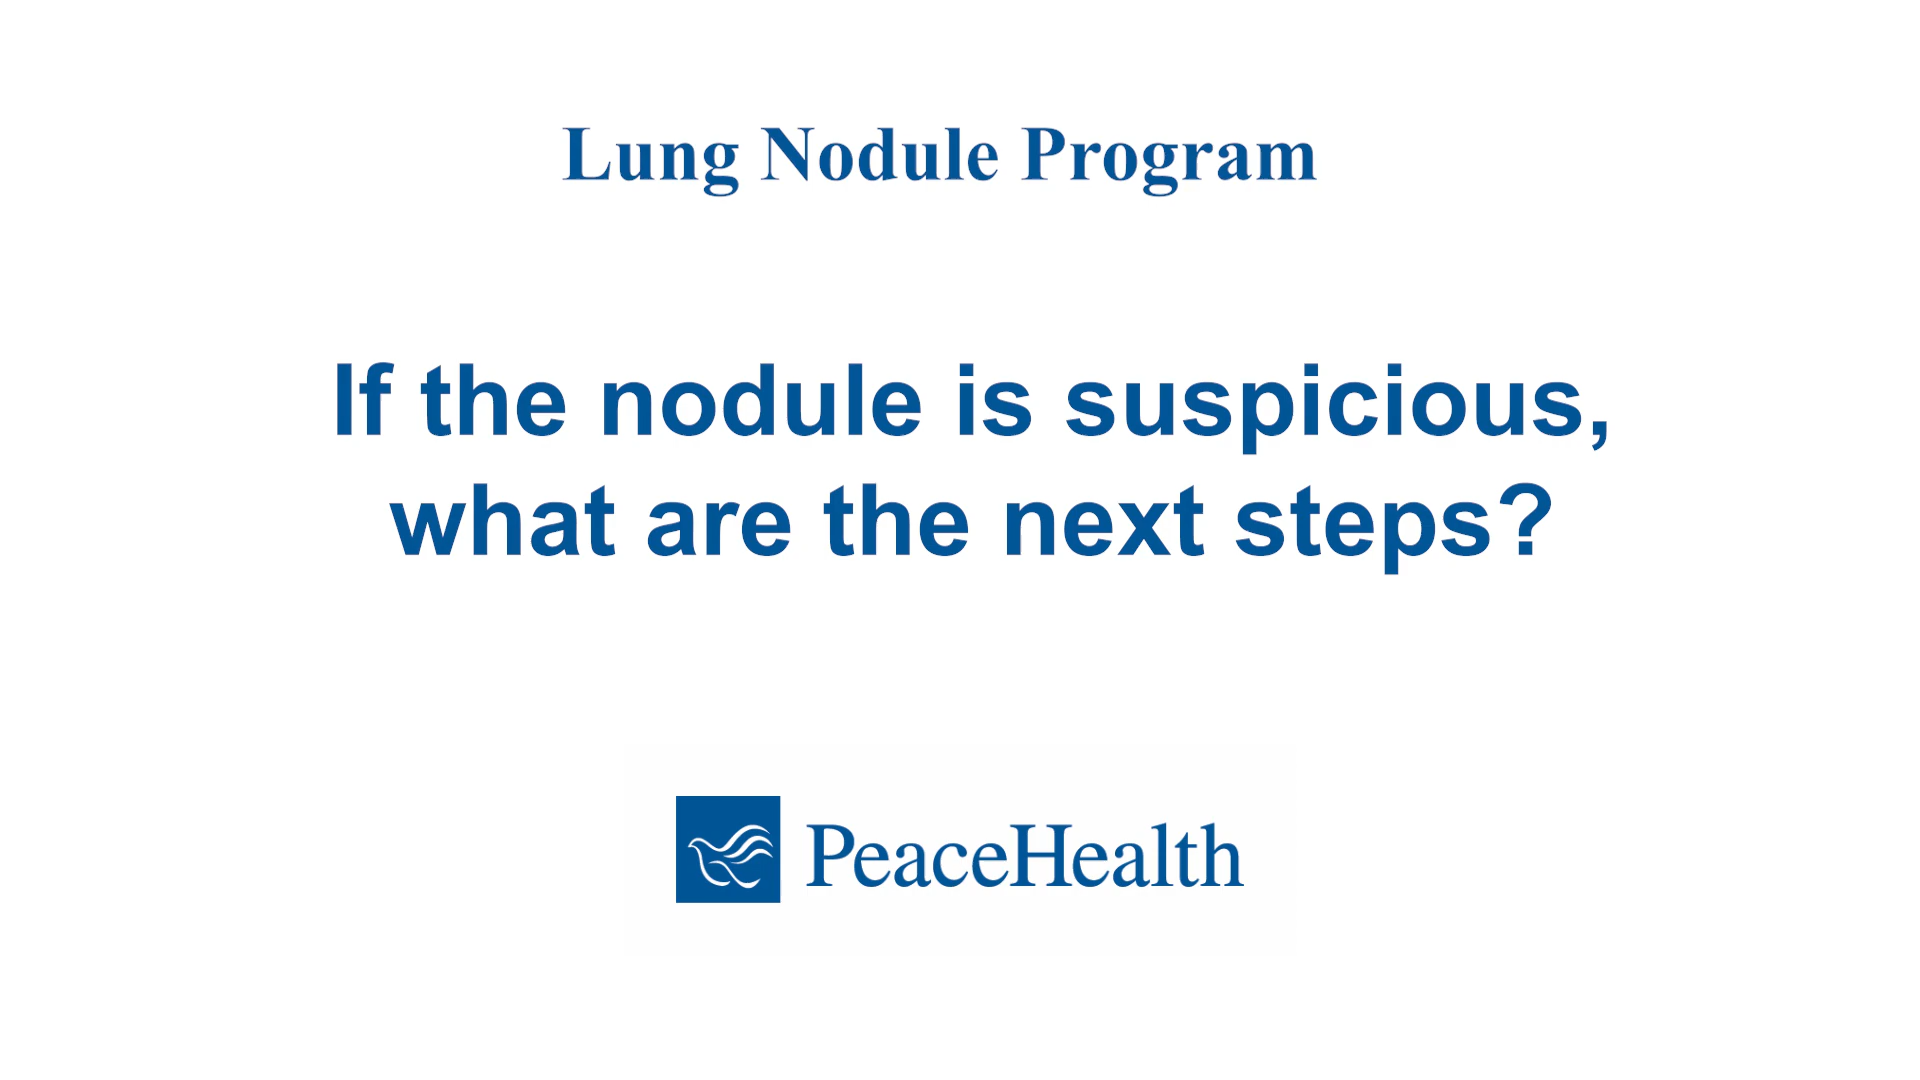 Lung Nodule Program
If the nodule is suspicious,
what are the next steps?
PeaceHealth